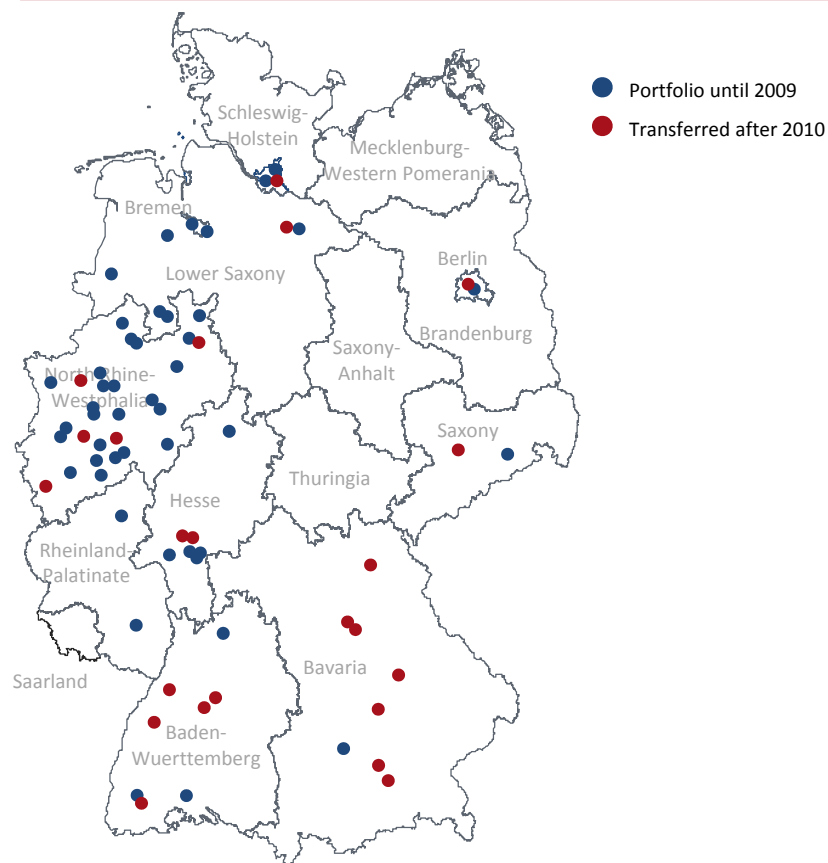 Portfolio until 2009
Transferred after 2010
Schleswig-
Holstein
Mecklenburg-
Western Pomerania
Bremen
Lower Saxony
Berlin
Brandenburg
Saxony-
Anhalt
North Rhine-
Westphalia
Saxony
Thuringia
Hesse
Rheinland-
Palatinate
Saarland
Bavaria
Baden-
Wuerttemberg